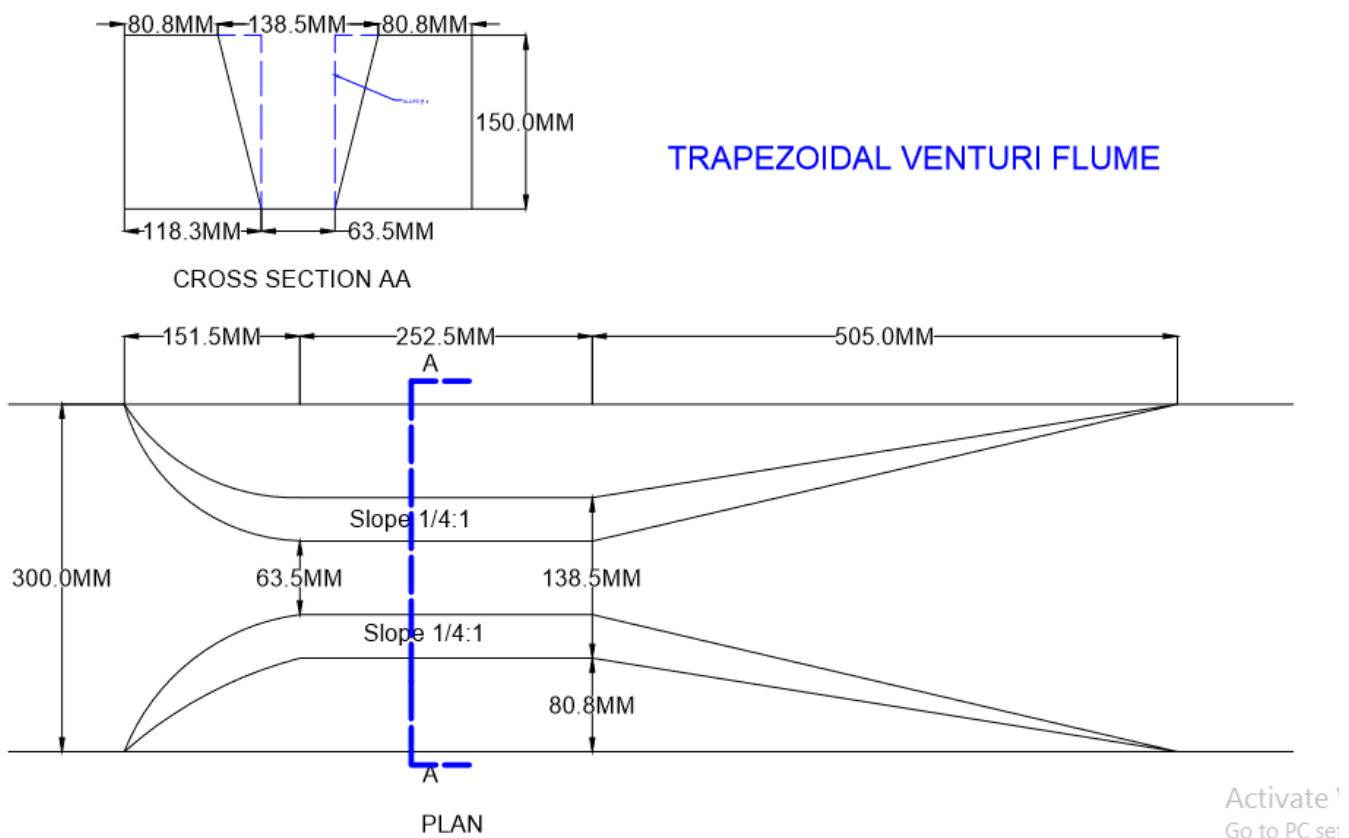 80.8MM 138.5MM 80.8MM
150.0MM
TRAPEZOIDAL VENTURI FLUME
118.3MM 63.5MM
CROSS SECTION AA
151.5MM 252.5MM 505.0MM
A
Slope 1/4:1
300.0MM 63.5MM 138.5MM
Slope 1/4:1
80.8MM
A
PLAN
Activate
Go to PC set